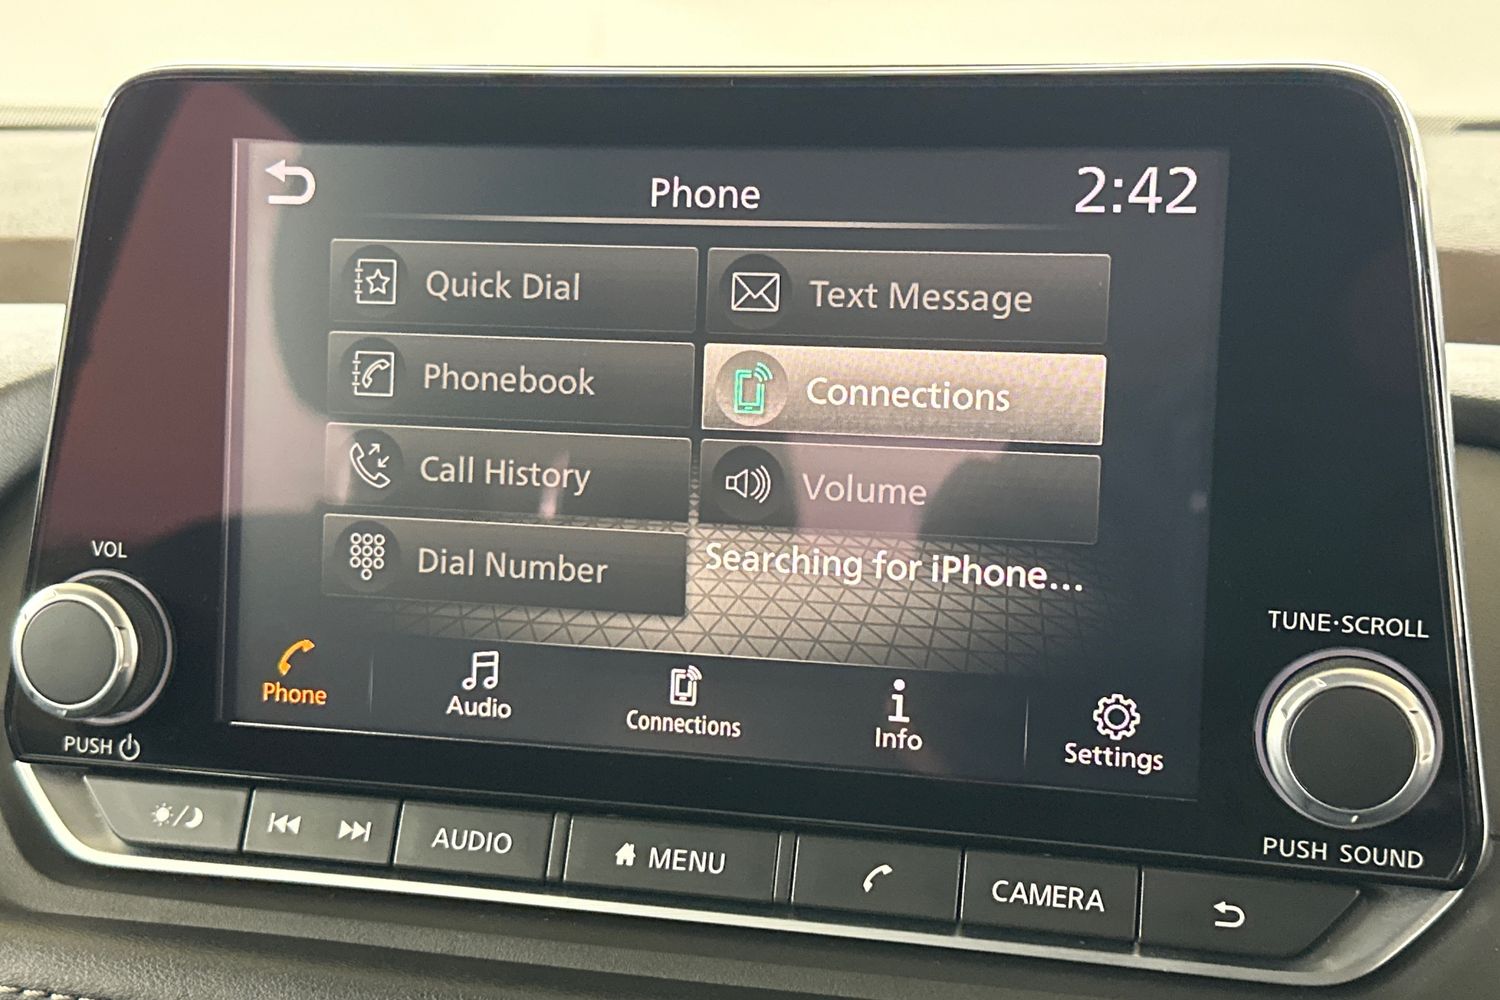 Phone
2:42
Quick Dial
Text Message
Phonebook
Connections
Call History
Volume
Dial Number
Searching for iPhone...
VOL
PUSH
TUNE·SCROLL
PUSH SOUND
Phone
Audio
Connections
Info
Settings
AUDIO
MENU
CAMERA